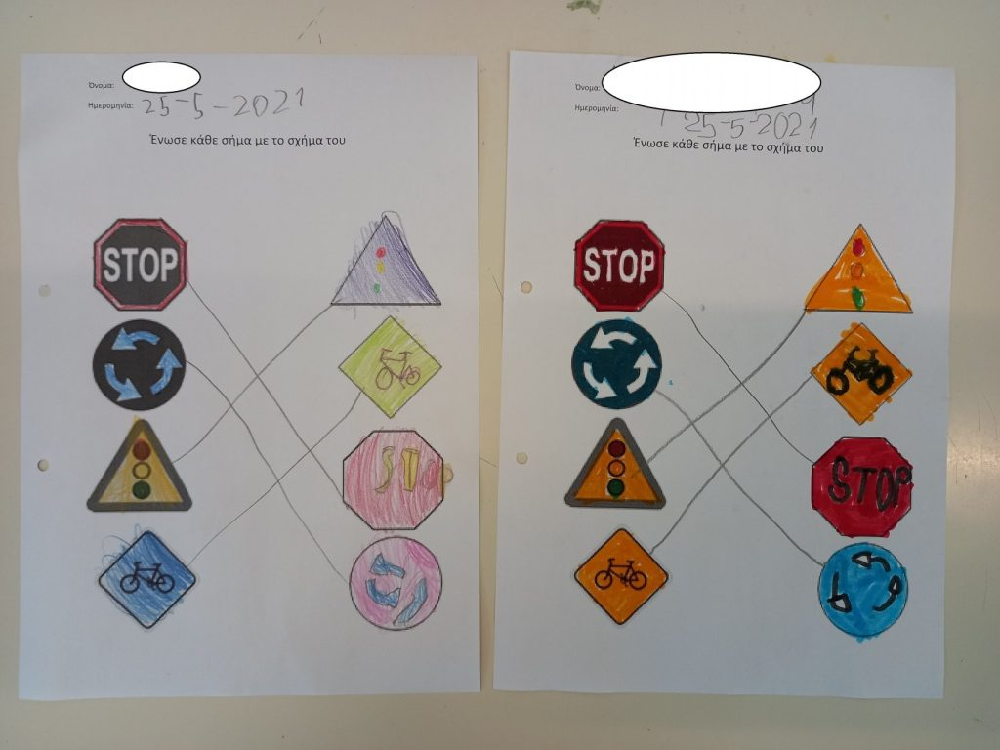 Όνομα:
Ημερομηνία: 25-5-2021
Ένωσε κάθε σήμα με το σχήμα του
STOP
STO
Όνομα:
Ημερομηνία:
25-5-2021
Ένωσε κάθε σήμα με το σχήμα του
STOP
STOP